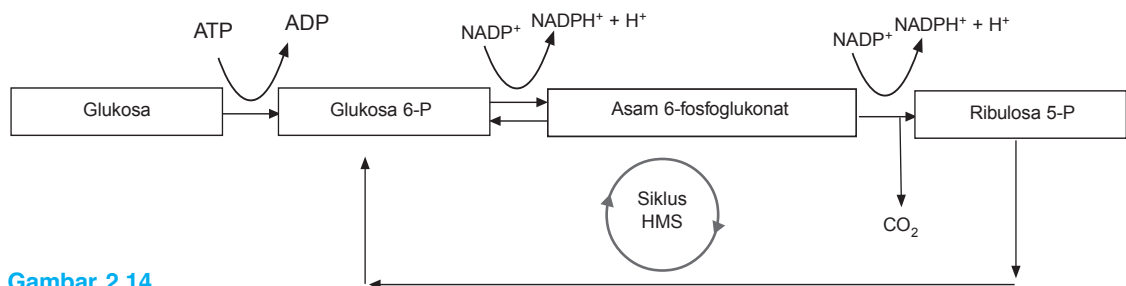 ATP
ADP
NADP⁺
NADPH⁺ + H⁺
NADP⁺
NADPH⁺ + H⁺
Glukosa
Glukosa 6-P
Asam 6-fosfoglukonat
Ribulosa 5-P
Siklus
HMS
CO₂
Gambar 2.14